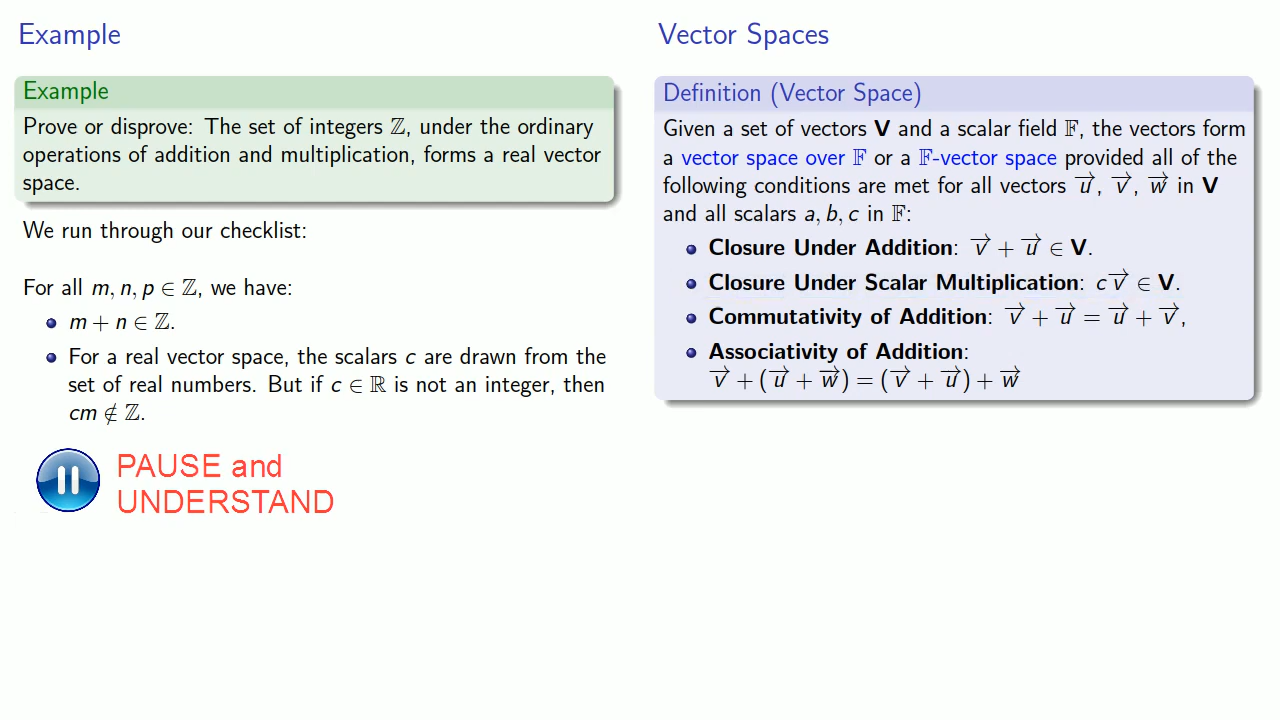 Example
Example
Prove or disprove: The set of integers ℤ, under the ordinary
operations of addition and multiplication, forms a real vector
space.
We run through our checklist:
For all m, n, p ∈ ℤ, we have:
m + n ∈ ℤ.
For a real vector space, the scalars c are drawn from the
set of real numbers. But if c ∈ ℝ is not an integer, then
cm ∉ ℤ.
PAUSE and
UNDERSTAND
Vector Spaces
Definition (Vector Space)
Given a set of vectors V and a scalar field 𝔽, the vectors form
a vector space over 𝔽 or a 𝔽-vector space provided all of the
following conditions are met for all vectors u⃗, v⃗, w⃗ in V
and all scalars a, b, c in 𝔽:
Closure Under Addition: v⃗ + u⃗ ∈ V.
Closure Under Scalar Multiplication: cv⃗ ∈ V.
Commutativity of Addition: v⃗ + u⃗ = u⃗ + v⃗,
Associativity of Addition:
v⃗ + (u⃗ + w⃗) = (v⃗ + u⃗) + w⃗